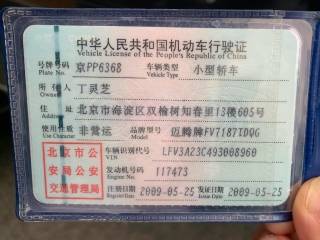 中华人民共和国机动车行驶证
Vehicle License of the People's Republic of China
号牌号码 京PP6368 车辆类型 小型轿车
Plate No. Vehicle Type
所有人 丁灵芝
Owner
住址 北京市海淀区双榆树知春里13楼605号
使用性质 非营运 品牌型号 迈腾牌FV7187TDQG
车辆识别代号 LFV3A23C493008960
VIN
发动机号码 117473
Engine No.
注册日期 2009-05-25 发证日期 2009-05-25
Issue Date
北京市公
安局公安
交通管理局